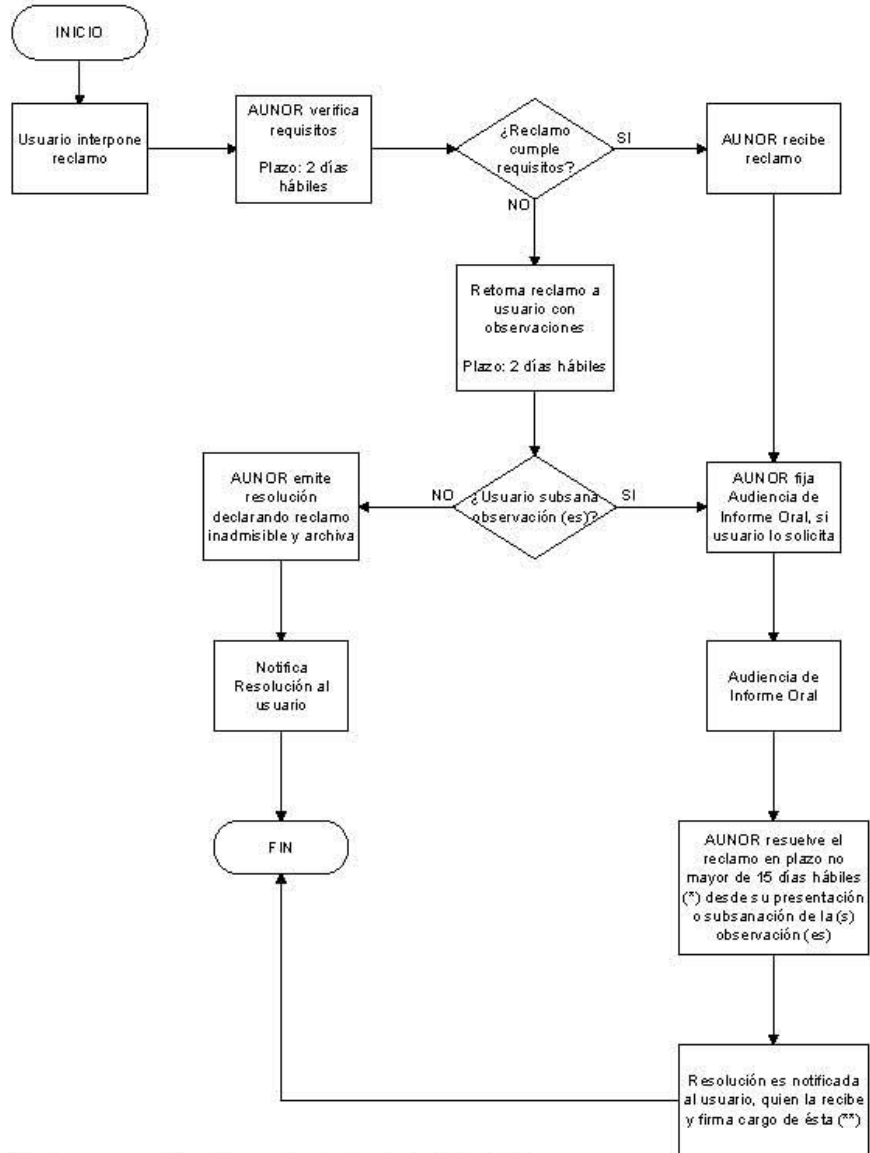 INICIO
Usuario interpone
reclamo
AUNOR verifica
requisitos
Plazo: 2 días
hábiles
¿Reclamo
cumple
requisitos?
SI
NO
AUNOR recibe
reclamo
Retorna reclamo a
usuario con
observaciones
Plazo: 2 días hábiles
AUNOR emite
resolución
declarando reclamo
inadmisible y archiva
NO
¿Usuario subsana
observación (es)?
SI
AUNOR fija
Audiencia de
Informe Oral, si
usuario lo solicita
Notifica
Resolución al
usuario
Audiencia de
Informe Oral
FIN
AUNOR resuelve el
reclamo en plazo no
mayor de 15 días hábiles
(*) desde su presentación
o subsanación de la (s)
observación (es)
Resolución es notificada
al usuario, quien la recibe
y firma cargo de ésta (**)